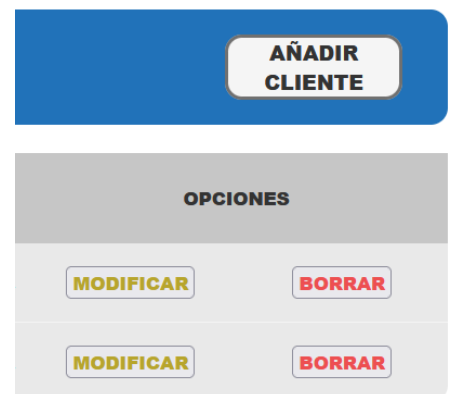 AÑADIR
CLIENTE
OPCIONES
MODIFICAR BORRAR
MODIFICAR BORRAR